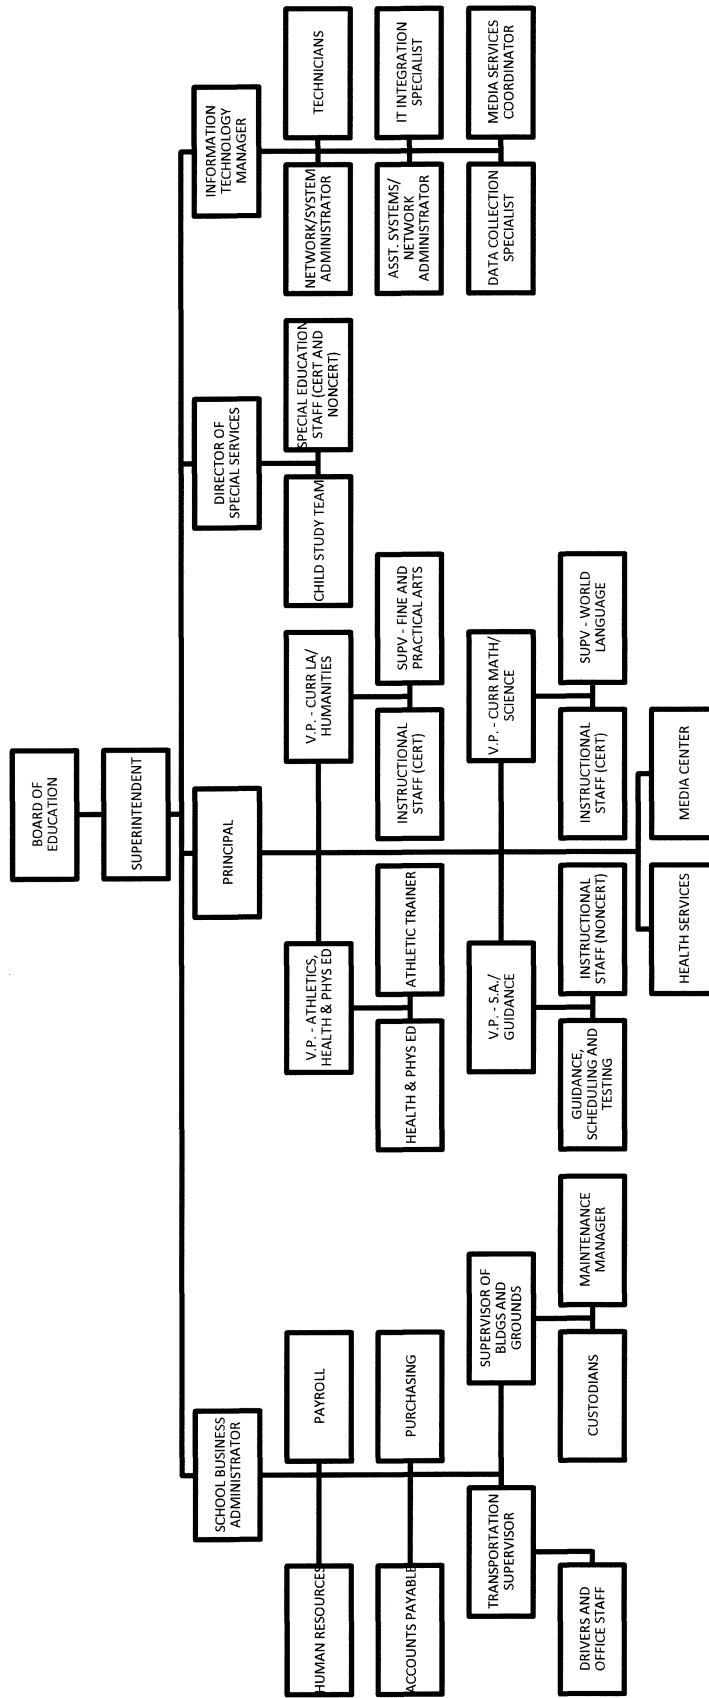 BOARD OF
EDUCATION
SUPERINTENDENT
SCHOOL BUSINESS
ADMINISTRATOR
PRINCIPAL
DIRECTOR OF
SPECIAL SERVICES
INFORMATION
TECHNOLOGY
MANAGER
HUMAN RESOURCES
PAYROLL
ACCOUNTS PAYABLE
PURCHASING
TRANSPORTATION
SUPERVISOR
SUPERVISOR OF
BLDGS AND
GROUNDS
DRIVERS AND
OFFICE STAFF
CUSTODIANS
MAINTENANCE
MANAGER
V.P. - ATHLETICS,
HEALTH & PHYS ED
V.P. - CURR LA/
HUMANITIES
HEALTH & PHYS ED
ATHLETIC TRAINER
INSTRUCTIONAL
STAFF (CERT)
SUPV - FINE AND
PRACTICAL ARTS
V.P. - S.A./
GUIDANCE
V.P. - CURR MATH/
SCIENCE
GUIDANCE,
SCHEDULING AND
TESTING
INSTRUCTIONAL
STAFF (NONCERT)
INSTRUCTIONAL
STAFF (CERT)
SUPV - WORLD
LANGUAGE
HEALTH SERVICES
MEDIA CENTER
CHILD STUDY TEAM
SPECIAL EDUCATION
STAFF (CERT AND
NONCERT)
NETWORK/SYSTEM
ADMINISTRATOR
TECHNICIANS
ASST. SYSTEMS/
NETWORK
ADMINISTRATOR
IT INTEGRATION
SPECIALIST
DATA COLLECTION
SPECIALIST
MEDIA SERVICES
COORDINATOR